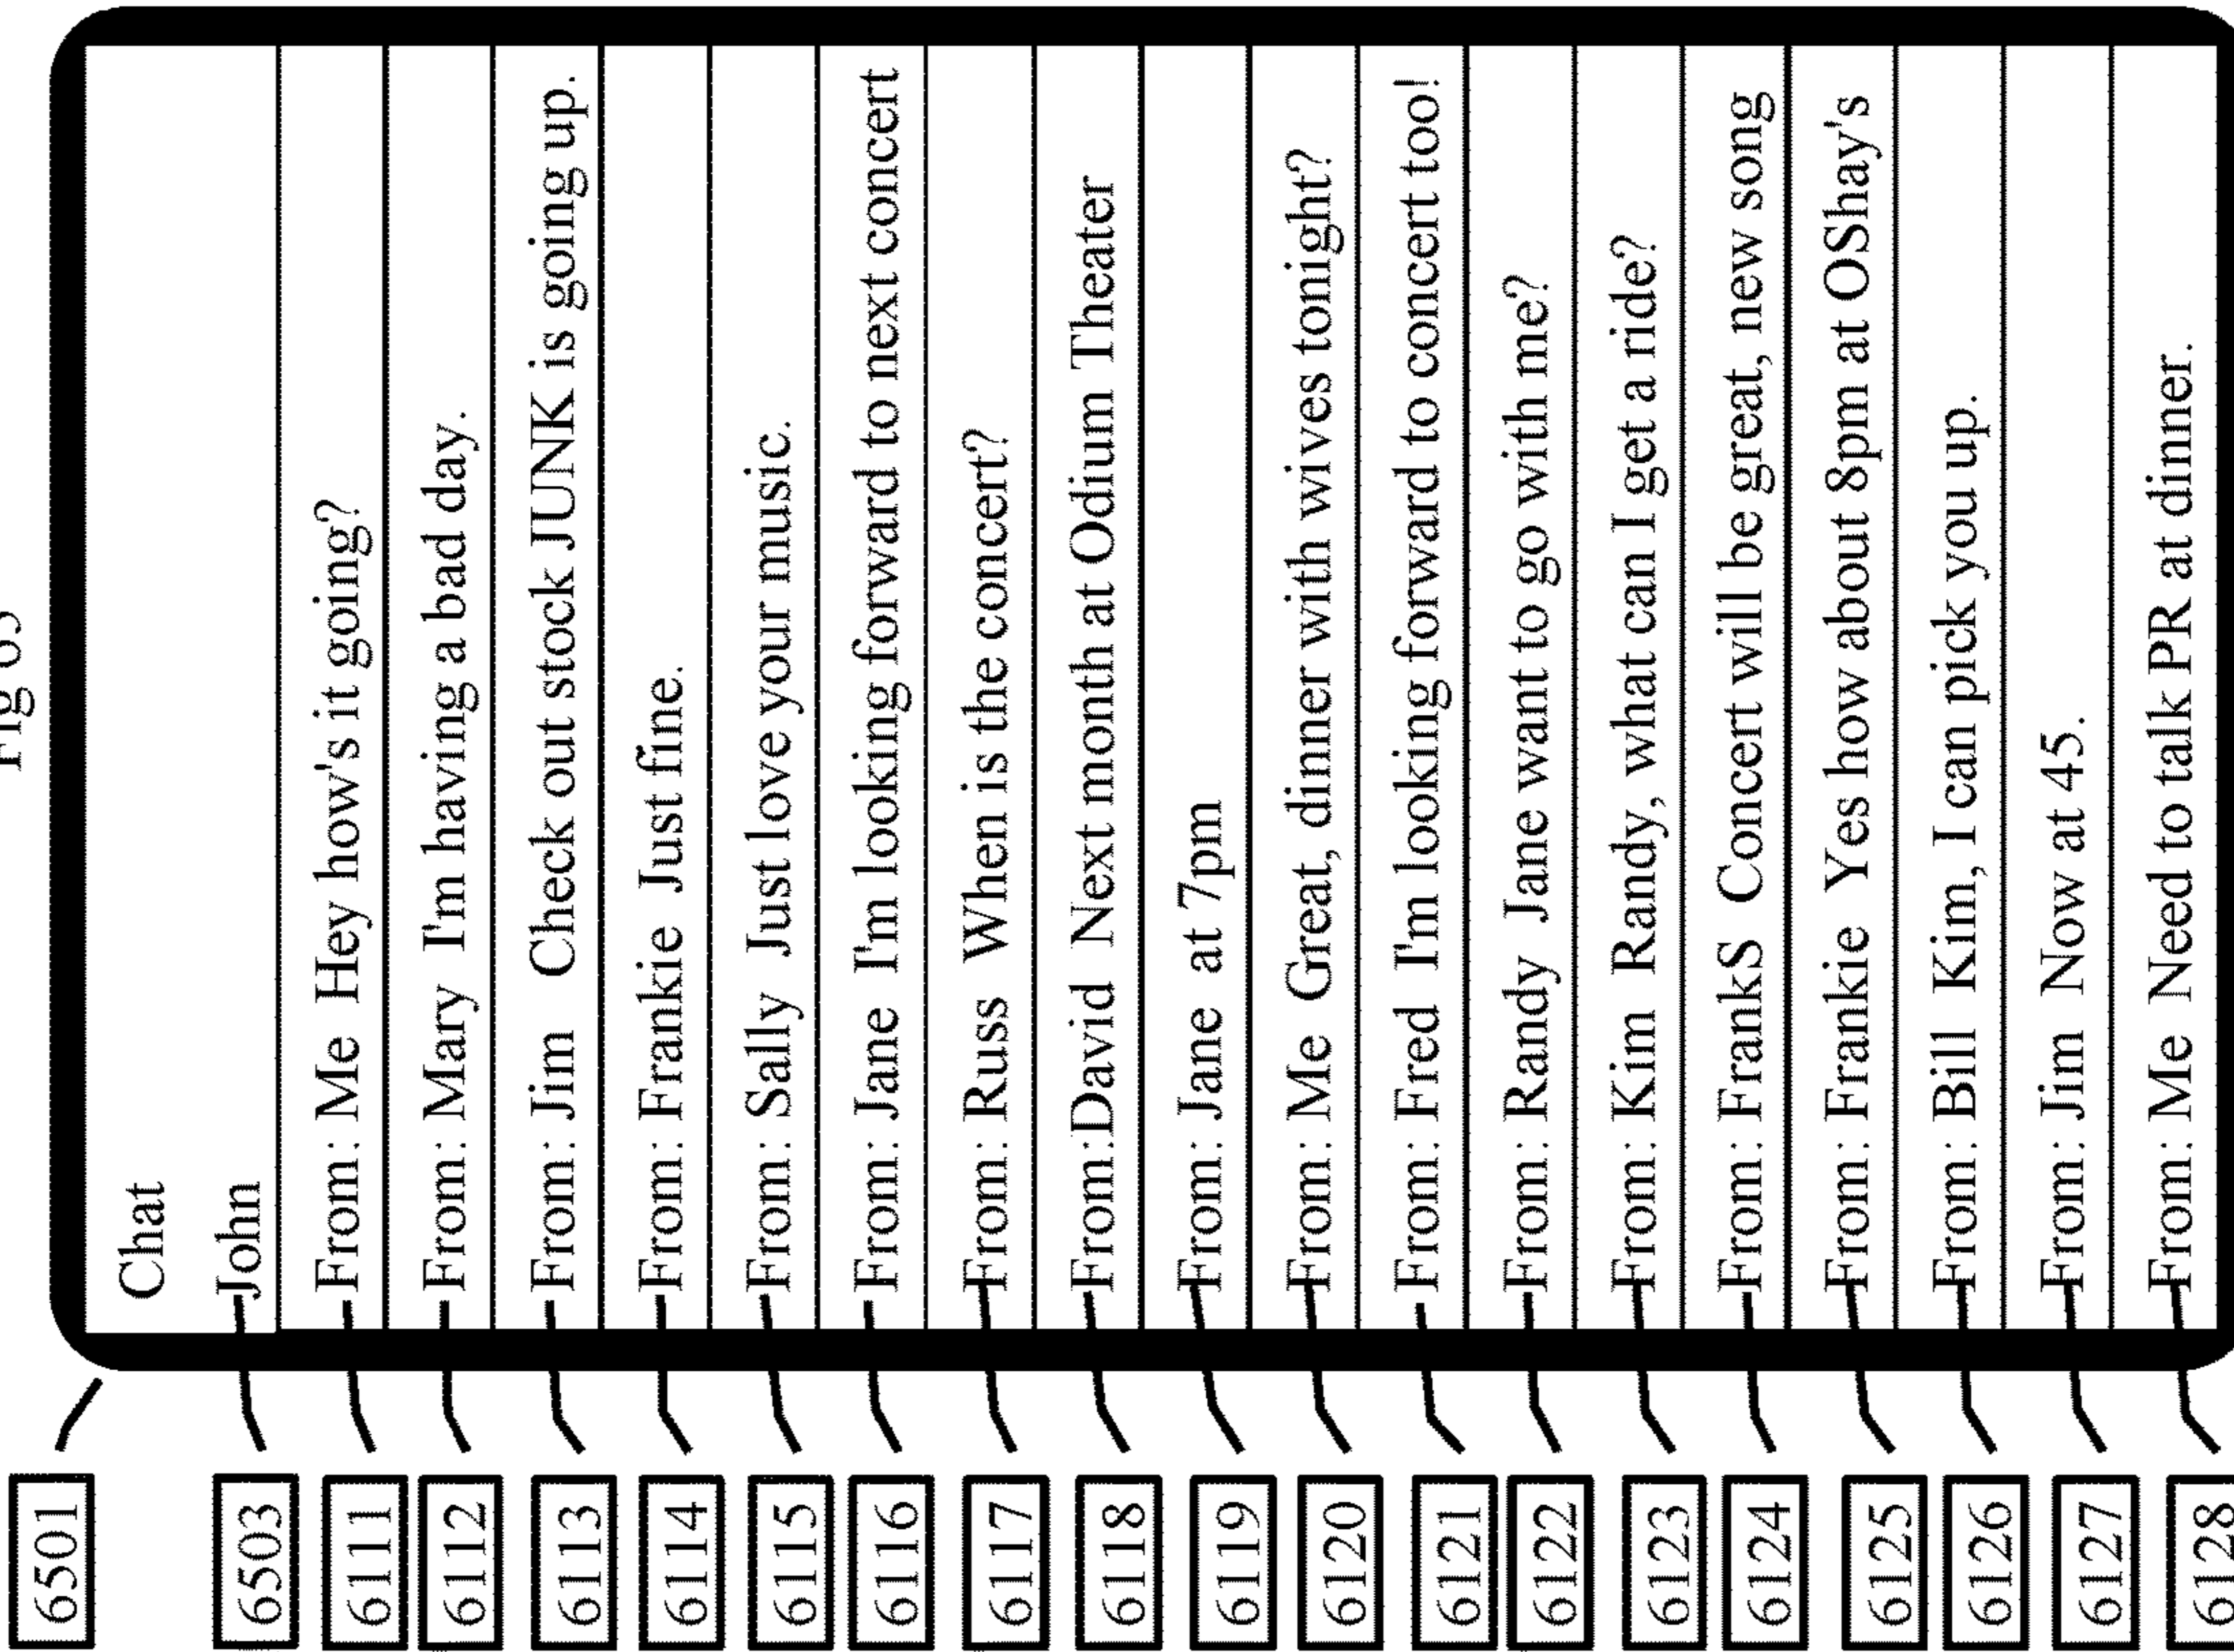 Fig 65
6501
Chat
6503 John
6111 From: Me Hey how's it going?
6112 From: Mary I'm having a bad day.
6113 From: Jim Check out stock JUNK is going up.
6114 From: Frankie Just fine.
6115 From: Sally Just love your music.
6116 From: Jane I'm looking forward to next concert
6117 From: Russ When is the concert?
6118 From:David Next month at Odium Theater
6119 From: Jane at 7pm
6120 From: Me Great, dinner with wives tonight?
6121 From: Fred I'm looking forward to concert too!
6122 From: Randy Jane want to go with me?
6123 From: Kim Randy, what can I get a ride?
6124 From: FrankS Concert will be great, new song
6125 From: Frankie Yes how about 8pm at OShay's
6126 From: Bill Kim, I can pick you up.
6127 From: Jim Now at 45.
6128 From: Me Need to talk PR at dinner.